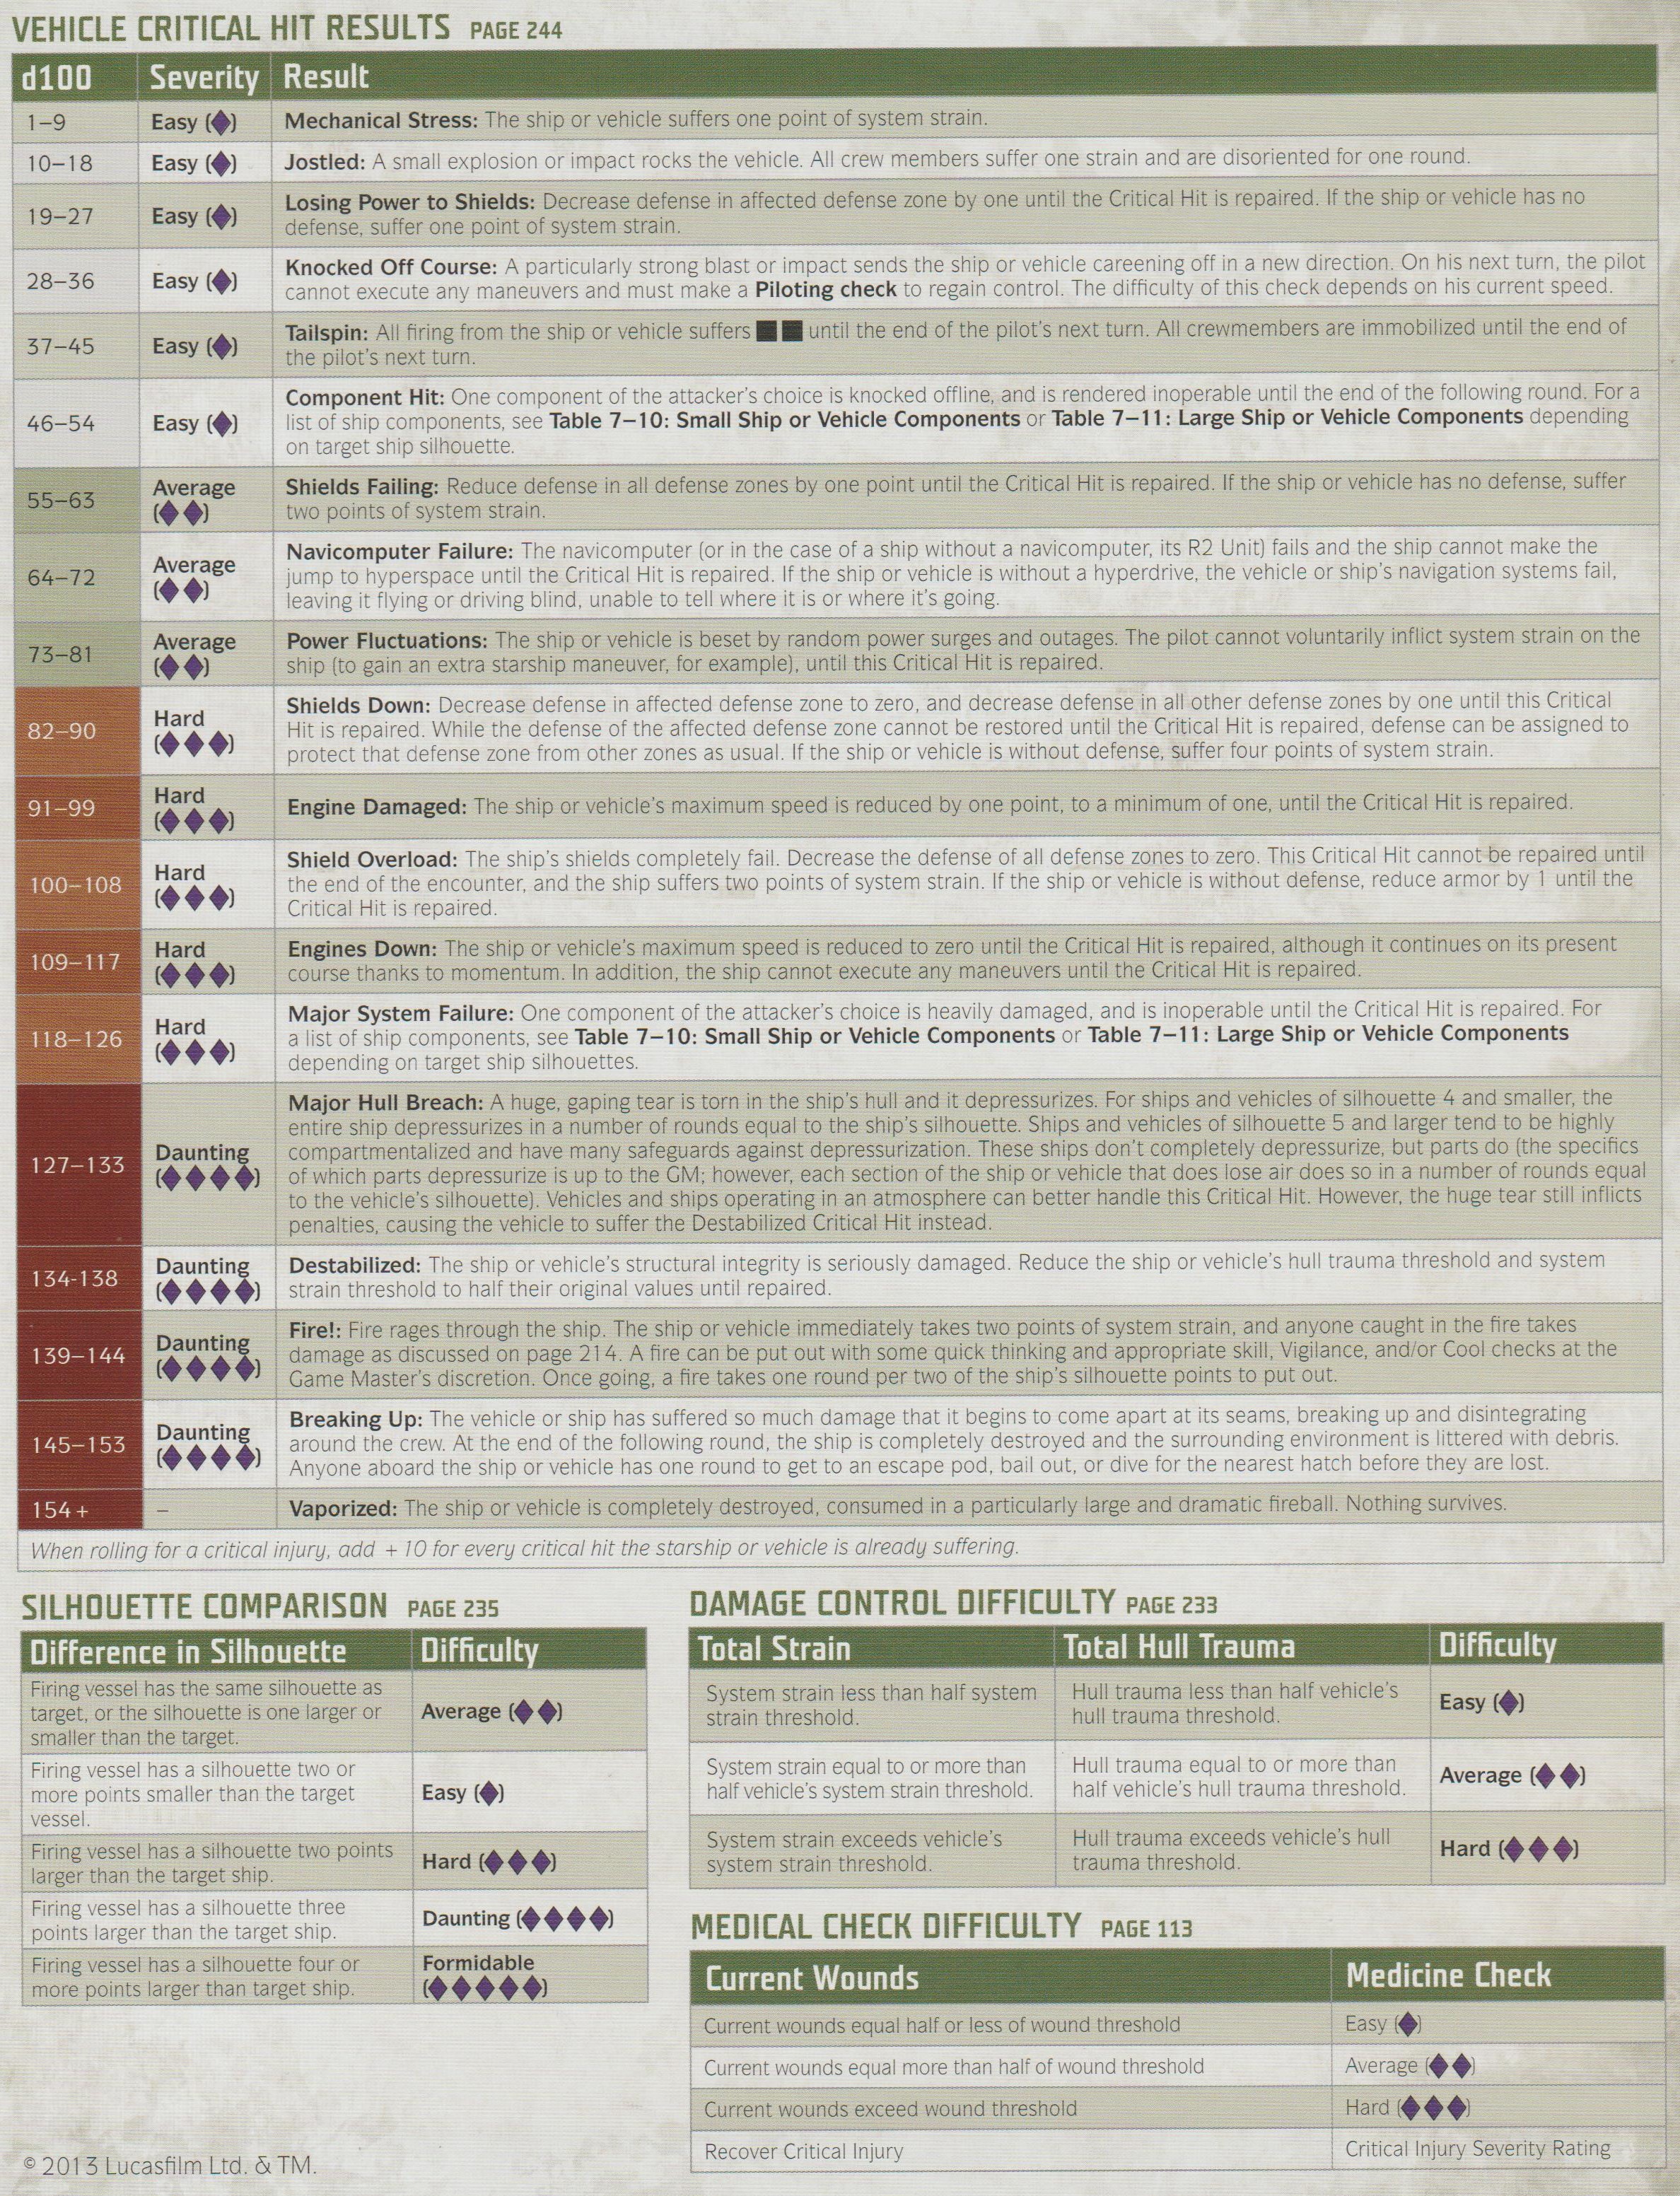 VEHICLE CRITICAL HIT RESULTS PAGE 244
d100 Severity Result
1–9 Easy (♦) Mechanical Stress: The ship or vehicle suffers one point of system strain.
10–18 Easy (♦) Jostled: A small explosion or impact rocks the vehicle. All crew members suffer one strain and are disoriented for one round.
19–27 Easy (♦) Losing Power to Shields: Decrease defense in affected defense zone by one until the Critical Hit is repaired. If the ship or vehicle has no
defense, suffer one point of system strain.
28–36 Easy (♦) Knocked Off Course: A particularly strong blast or impact sends the ship or vehicle careening off in a new direction. On his next turn, the pilot
cannot execute any maneuvers and must make a Piloting check to regain control. The difficulty of this check depends on his current speed.
37–45 Easy (♦) Tailspin: All firing from the ship or vehicle suffers ■■ until the end of the pilot's next turn. All crewmembers are immobilized until the end of
the pilot's next turn.
46–54 Easy (♦) Component Hit: One component of the attacker's choice is knocked offline, and is rendered inoperable until the end of the following round. For a
list of ship components, see Table 7–10: Small Ship or Vehicle Components or Table 7–11: Large Ship or Vehicle Components depending
on target ship silhouette.
55–63 Average (♦♦) Shields Failing: Reduce defense in all defense zones by one point until the Critical Hit is repaired. If the ship or vehicle has no defense, suffer
two points of system strain.
64–72 Average (♦♦) Navicomputer Failure: The navicomputer (or in the case of a ship without a navicomputer, its R2 Unit) fails and the ship cannot make the
jump to hyperspace until the Critical Hit is repaired. If the ship or vehicle is without a hyperdrive, the vehicle or ship's navigation systems fail,
leaving it flying or driving blind, unable to tell where it is or where it's going.
73–81 Average (♦♦) Power Fluctuations: The ship or vehicle is beset by random power surges and outages. The pilot cannot voluntarily inflict system strain on the
ship (to gain an extra starship maneuver, for example), until this Critical Hit is repaired.
82–90 Hard (♦♦♦) Shields Down: Decrease defense in affected defense zone to zero, and decrease defense in all other defense zones by one until this Critical
Hit is repaired. While the defense of the affected defense zone cannot be restored until the Critical Hit is repaired, defense can be assigned to
protect that defense zone from other zones as usual. If the ship or vehicle is without defense, suffer four points of system strain.
91–99 Hard (♦♦♦) Engine Damaged: The ship or vehicle's maximum speed is reduced by one point, to a minimum of one, until the Critical Hit is repaired.
100–108 Hard (♦♦♦) Shield Overload: The ship's shields completely fail. Decrease the defense of all defense zones to zero. This Critical Hit cannot be repaired until
the end of the encounter, and the ship suffers two points of system strain. If the ship or vehicle is without defense, reduce armor by 1 until the
Critical Hit is repaired.
109–117 Hard (♦♦♦) Engines Down: The ship or vehicle's maximum speed is reduced to zero until the Critical Hit is repaired, although it continues on its present
course thanks to momentum. In addition, the ship cannot execute any maneuvers until the Critical Hit is repaired.
118–126 Hard (♦♦♦) Major System Failure: One component of the attacker's choice is heavily damaged, and is inoperable until the Critical Hit is repaired. For
a list of ship components, see Table 7–10: Small Ship or Vehicle Components or Table 7–11: Large Ship or Vehicle Components
depending on target ship silhouettes.
127–133 Daunting (♦♦♦♦) Major Hull Breach: A huge, gaping tear is torn in the ship's hull and it depressurizes. For ships and vehicles of silhouette 4 and smaller, the
entire ship depressurizes in a number of rounds equal to the ship's silhouette. Ships and vehicles of silhouette 5 and larger tend to be highly
compartmentalized and have many safeguards against depressurization. These ships don't completely depressurize, but parts do (the specifics
of which parts depressurize is up to the GM; however, each section of the ship or vehicle that does lose air does so in a number of rounds equal
to the vehicle's silhouette). Vehicles and ships operating in an atmosphere can better handle this Critical Hit. However, the huge tear still inflicts
penalties, causing the vehicle to suffer the Destabilized Critical Hit instead.
134-138 Daunting (♦♦♦♦) Destabilized: The ship or vehicle's structural integrity is seriously damaged. Reduce the ship or vehicle's hull trauma threshold and system
strain threshold to half their original values until repaired.
139–144 Daunting (♦♦♦♦) Fire!: Fire rages through the ship. The ship or vehicle immediately takes two points of system strain, and anyone caught in the fire takes
damage as discussed on page 214. A fire can be put out with some quick thinking and appropriate skill, Vigilance, and/or Cool checks at the
Game Master's discretion. Once going, a fire takes one round per two of the ship's silhouette points to put out.
145–153 Daunting (♦♦♦♦) Breaking Up: The vehicle or ship has suffered so much damage that it begins to come apart at its seams, breaking up and disintegrating
around the crew. At the end of the following round, the ship is completely destroyed and the surrounding environment is littered with debris.
Anyone aboard the ship or vehicle has one round to get to an escape pod, bail out, or dive for the nearest hatch before they are lost.
154+ – Vaporized: The ship or vehicle is completely destroyed, consumed in a particularly large and dramatic fireball. Nothing survives.
When rolling for a critical injury, add +10 for every critical hit the starship or vehicle is already suffering.
SILHOUETTE COMPARISON PAGE 235
Difference in Silhouette Difficulty
Firing vessel has the same silhouette as
target, or the silhouette is one larger or
smaller than the target.
Average (♦♦)
Firing vessel has a silhouette two or
more points smaller than the target
vessel.
Easy (♦)
Firing vessel has a silhouette two points
larger than the target ship.
Hard (♦♦♦)
Firing vessel has a silhouette three
points larger than the target ship.
Daunting (♦♦♦♦)
Firing vessel has a silhouette four or
more points larger than target ship.
Formidable
(♦♦♦♦♦)
DAMAGE CONTROL DIFFICULTY PAGE 233
Total Strain Total Hull Trauma Difficulty
System strain less than half system
strain threshold.
Hull trauma less than half vehicle's
hull trauma threshold.
Easy (♦)
System strain equal to or more than
half vehicle's system strain threshold.
Hull trauma equal to or more than
half vehicle's hull trauma threshold.
Average (♦♦)
System strain exceeds vehicle's
system strain threshold.
Hull trauma exceeds vehicle's hull
trauma threshold.
Hard (♦♦♦)
MEDICAL CHECK DIFFICULTY PAGE 113
Current Wounds Medicine Check
Current wounds equal half or less of wound threshold Easy (♦)
Current wounds equal more than half of wound threshold Average (♦♦)
Current wounds exceed wound threshold Hard (♦♦♦)
Recover Critical Injury Critical Injury Severity Rating
© 2013 Lucasfilm Ltd. & TM.